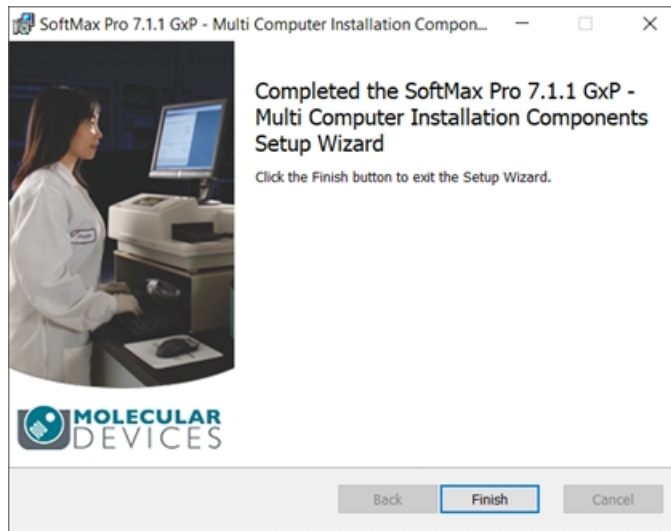 SoftMax Pro 7.1.1 GxP - Multi Computer Installation Compon...
Completed the SoftMax Pro 7.1.1 GxP -
Multi Computer Installation Components
Setup Wizard
Click the Finish button to exit the Setup Wizard.
MOLECULAR
DEVICES
Back
Finish
Cancel